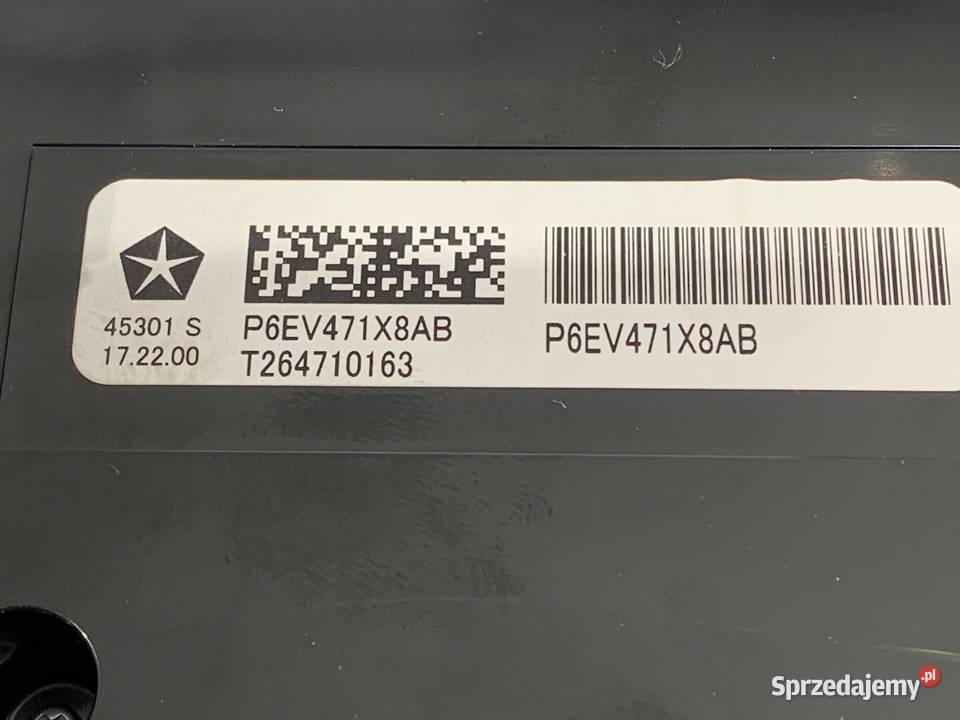 45301 S
17.22.00
P6EV471X8AB
T264710163
P6EV471X8AB
Sprzedajemy.pl